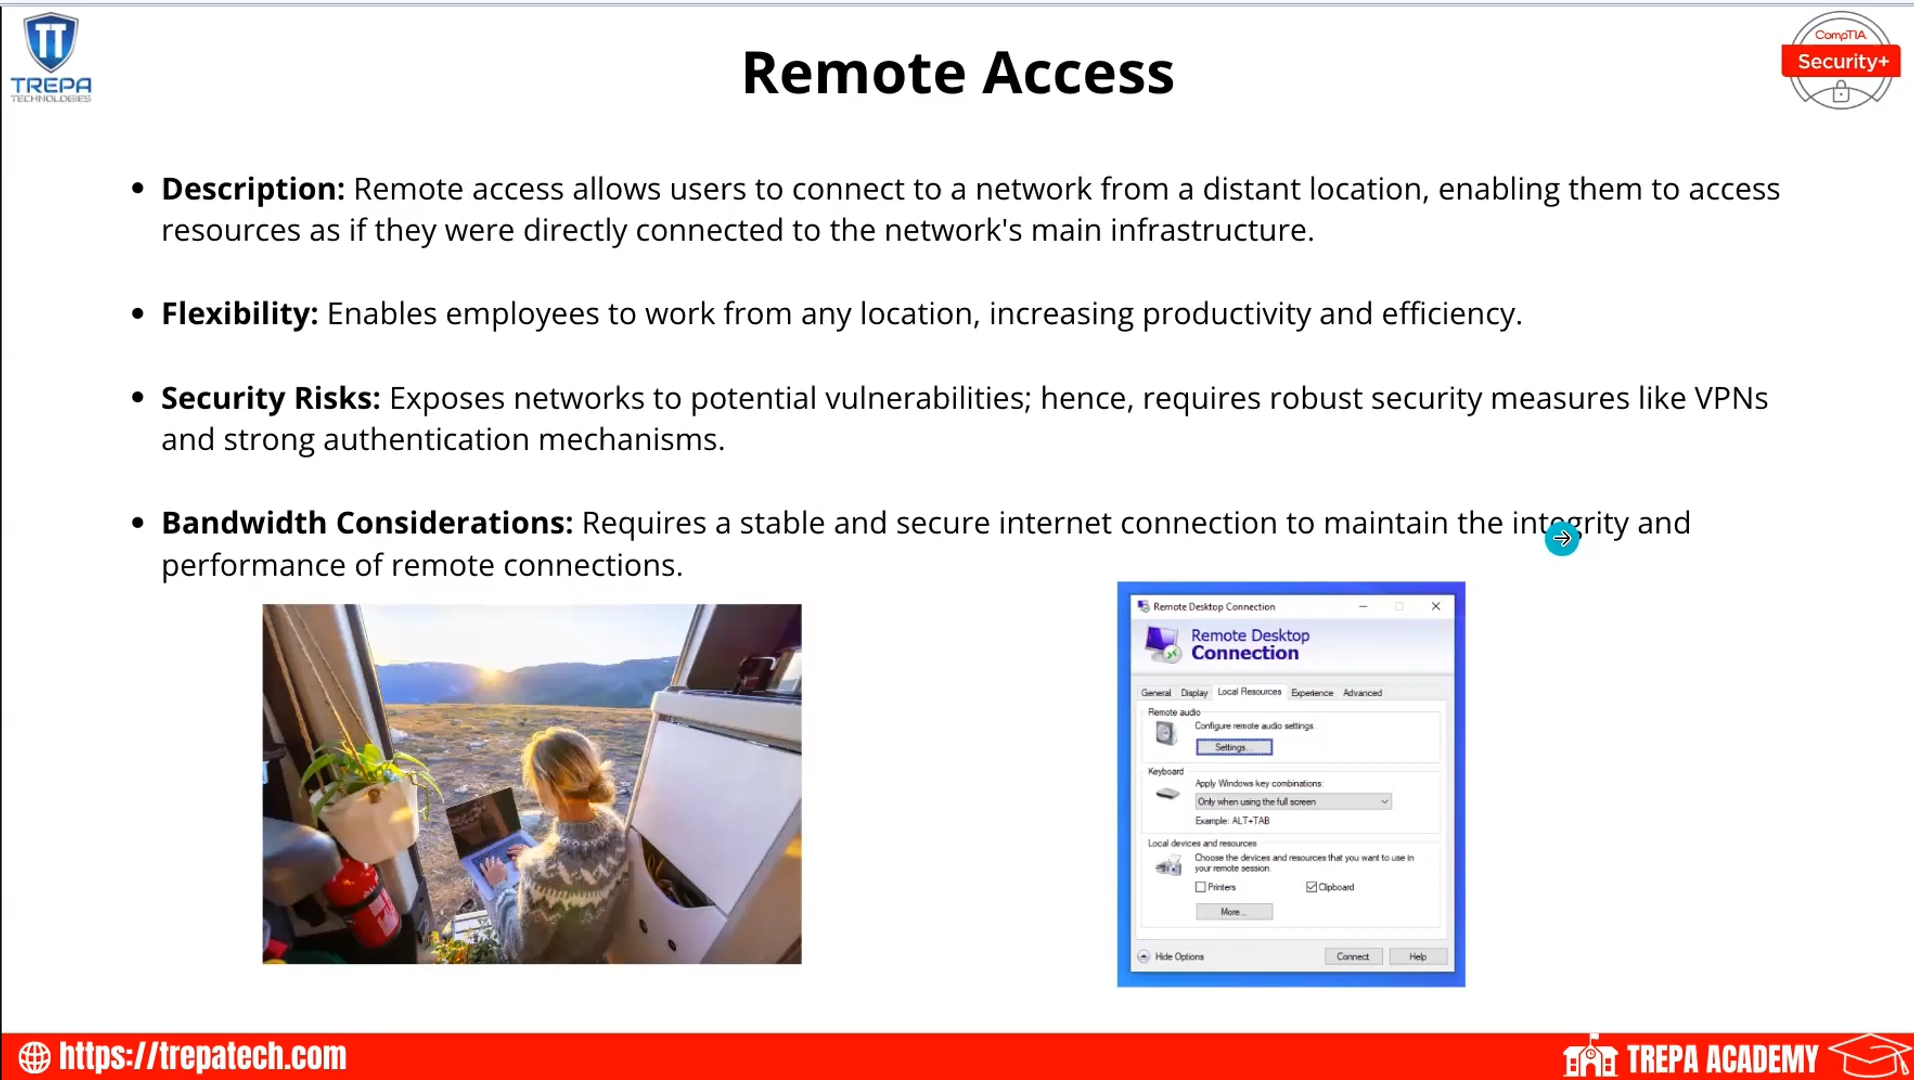 TT
TREPA
TECHNOLOGIES
Remote Access
CompTIA
Security+
• Description: Remote access allows users to connect to a network from a distant location, enabling them to access
resources as if they were directly connected to the network's main infrastructure.
• Flexibility: Enables employees to work from any location, increasing productivity and efficiency.
• Security Risks: Exposes networks to potential vulnerabilities; hence, requires robust security measures like VPNs
and strong authentication mechanisms.
• Bandwidth Considerations: Requires a stable and secure internet connection to maintain the integrity and
performance of remote connections.
Remote Desktop Connection
Remote Desktop
Connection
General Display Local Resources Experience Advanced
Remote audio
Configure remote audio settings.
Settings...
Keyboard
Apply Windows key combinations:
Only when using the full screen
Example: ALT+TAB
Local devices and resources
Choose the devices and resources that you want to use in
your remote session.
Printers Clipboard
More...
Hide Options Connect Help
https://trepatech.com
TREPA ACADEMY